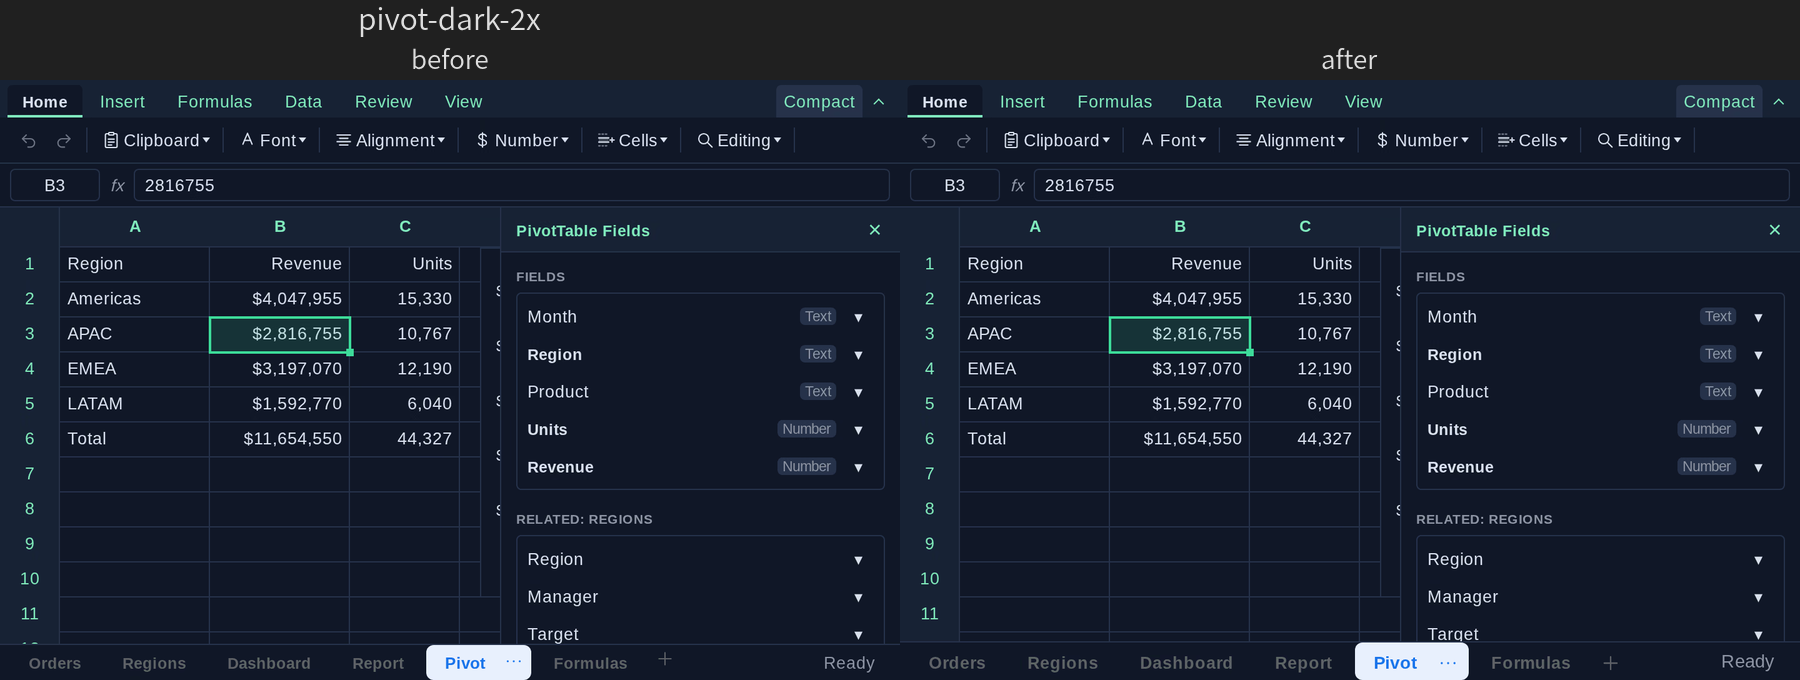 pivot-dark-2x
before
after
Home Insert Formulas Data Review View Compact
Clipboard Font Alignment $ Number Cells Editing
B3 fx 2816755
A B C
PivotTable Fields ×
1 Region Revenue Units
2 Americas $4,047,955 15,330
3 APAC $2,816,755 10,767
4 EMEA $3,197,070 12,190
5 LATAM $1,592,770 6,040
6 Total $11,654,550 44,327
7
8
9
10
11
FIELDS
Month Text
Region Text
Product Text
Units Number
Revenue Number
RELATED: REGIONS
Region
Manager
Target
Orders Regions Dashboard Report Pivot ... Formulas + Ready
Home Insert Formulas Data Review View Compact
Clipboard Font Alignment $ Number Cells Editing
B3 fx 2816755
A B C
PivotTable Fields ×
1 Region Revenue Units
2 Americas $4,047,955 15,330
3 APAC $2,816,755 10,767
4 EMEA $3,197,070 12,190
5 LATAM $1,592,770 6,040
6 Total $11,654,550 44,327
7
8
9
10
11
FIELDS
Month Text
Region Text
Product Text
Units Number
Revenue Number
RELATED: REGIONS
Region
Manager
Target
Orders Regions Dashboard Report Pivot ... Formulas + Ready